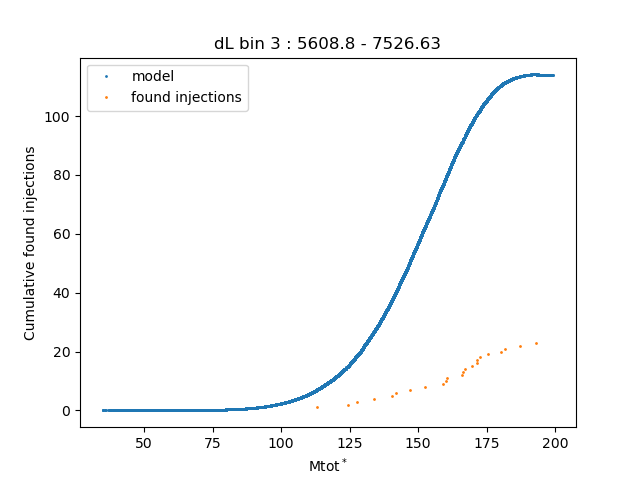 dL bin 3 : 5608.8 - 7526.63
model
found injections
Cumulative found injections
100
80
60
40
20
0
50
75
100
125
150
175
200
Mtot*